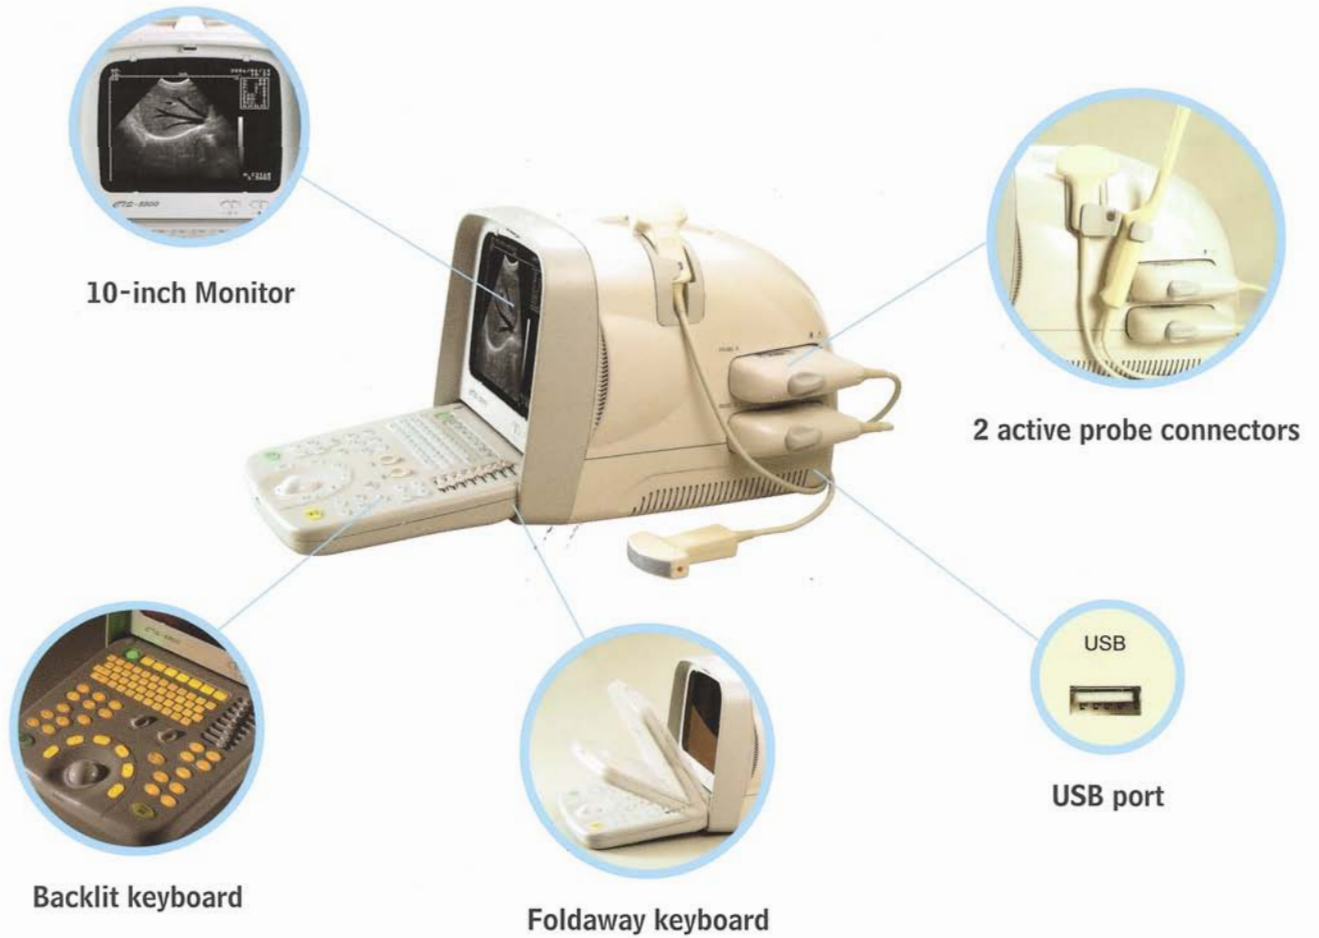 10-inch Monitor
2 active probe connectors
USB
USB port
Backlit keyboard
Foldaway keyboard